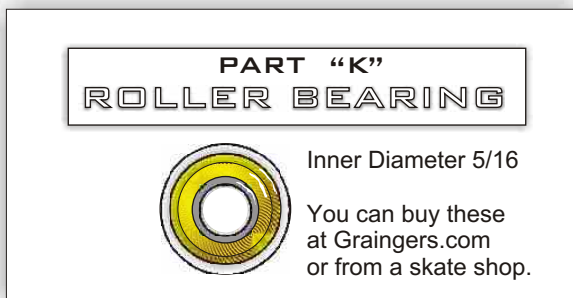 PART “K”
ROLLER BEARING
Inner Diameter 5/16
You can buy these
at Graingers.com
or from a skate shop.